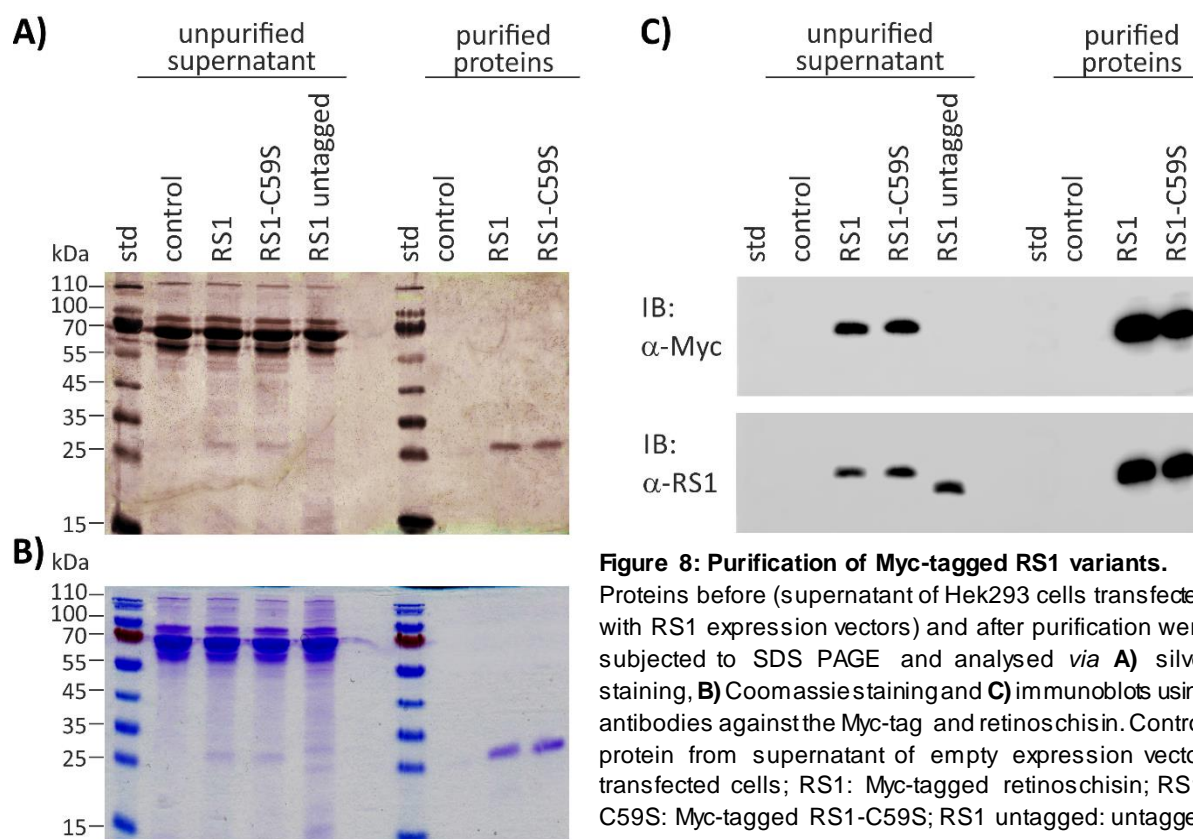 A)
unpurified
supernatant
purified
proteins
std
control
RS1
RS1-C59S
RS1 untagged
std
control
RS1
RS1-C59S
kDa
110
100
70
55
45
35
25
15
B)
kDa
110
100
70
55
45
35
25
15
C)
unpurified
supernatant
purified
proteins
std
control
RS1
RS1-C59S
RS1 untagged
std
control
RS1
RS1-C59S
IB:
α-Myc
IB:
α-RS1
Figure 8: Purification of Myc-tagged RS1 variants.
Proteins before (supernatant of Hek293 cells transfecte
with RS1 expression vectors) and after purification wer
subjected to SDS PAGE and analysed via A) silve
staining, B) Coomassie staining and C) immunoblots usin
antibodies against the Myc-tag and retinoschisin. Contro
protein from supernatant of empty expression vecto
transfected cells; RS1: Myc-tagged retinoschisin; RS1
C59S: Myc-tagged RS1-C59S; RS1 untagged: untagge